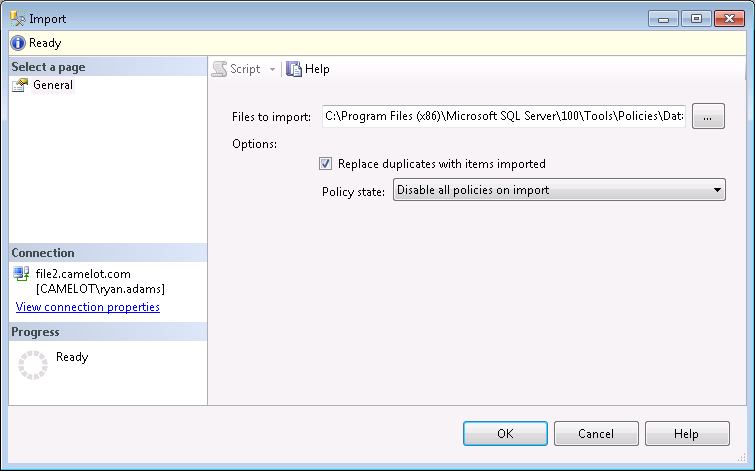 Import
Ready
Select a page
General
Script
Help
Files to import: C:\Program Files (x86)\Microsoft SQL Server\100\Tools\Policies\Dat
...
Options:
Replace duplicates with items imported
Policy state: Disable all policies on import
Connection
file2.camelot.com
[CAMELOT\ryan.adams]
View connection properties
Progress
Ready
OK
Cancel
Help